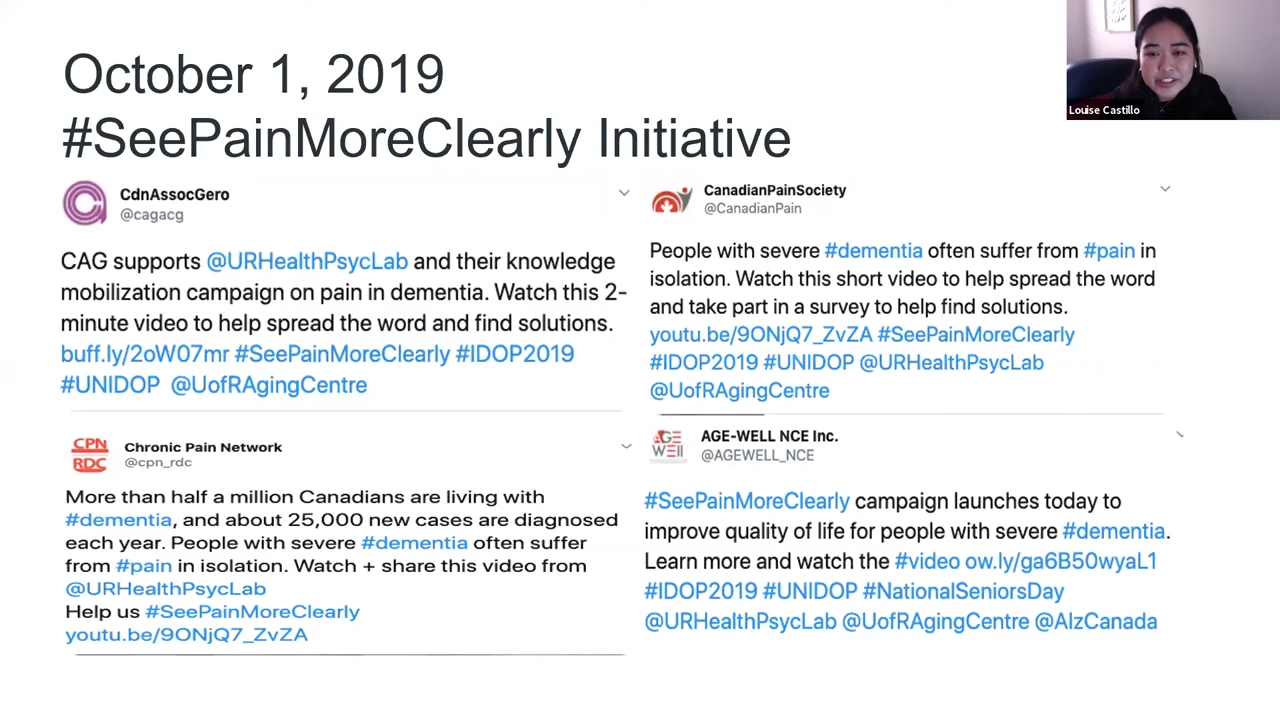 October 1, 2019
#SeePainMoreClearly Initiative
Louise Castillo
CdnAssocGero
@cagacg
CAG supports @URHealthPsycLab and their knowledge
mobilization campaign on pain in dementia. Watch this 2-
minute video to help spread the word and find solutions.
buff.ly/2oW07mr #SeePainMoreClearly #IDOP2019
#UNIDOP @UofRAgingCentre
CanadianPainSociety
@CanadianPain
People with severe #dementia often suffer from #pain in
isolation. Watch this short video to help spread the word
and take part in a survey to help find solutions.
youtu.be/9ONjQ7_ZvZA #SeePainMoreClearly
#IDOP2019 #UNIDOP @URHealthPsycLab
@UofRAgingCentre
CPN
RDC
Chronic Pain Network
@cpn_rdc
More than half a million Canadians are living with
#dementia, and about 25,000 new cases are diagnosed
each year. People with severe #dementia often suffer
from #pain in isolation. Watch + share this video from
@URHealthPsycLab
Help us #SeePainMoreClearly
youtu.be/9ONjQ7_ZvZA
AGE
WELL
AGE-WELL NCE Inc.
@AGEWELL_NCE
#SeePainMoreClearly campaign launches today to
improve quality of life for people with severe #dementia.
Learn more and watch the #video ow.ly/ga6B50wyaL1
#IDOP2019 #UNIDOP #NationalSeniorsDay
@URHealthPsycLab @UofRAgingCentre @AlzCanada